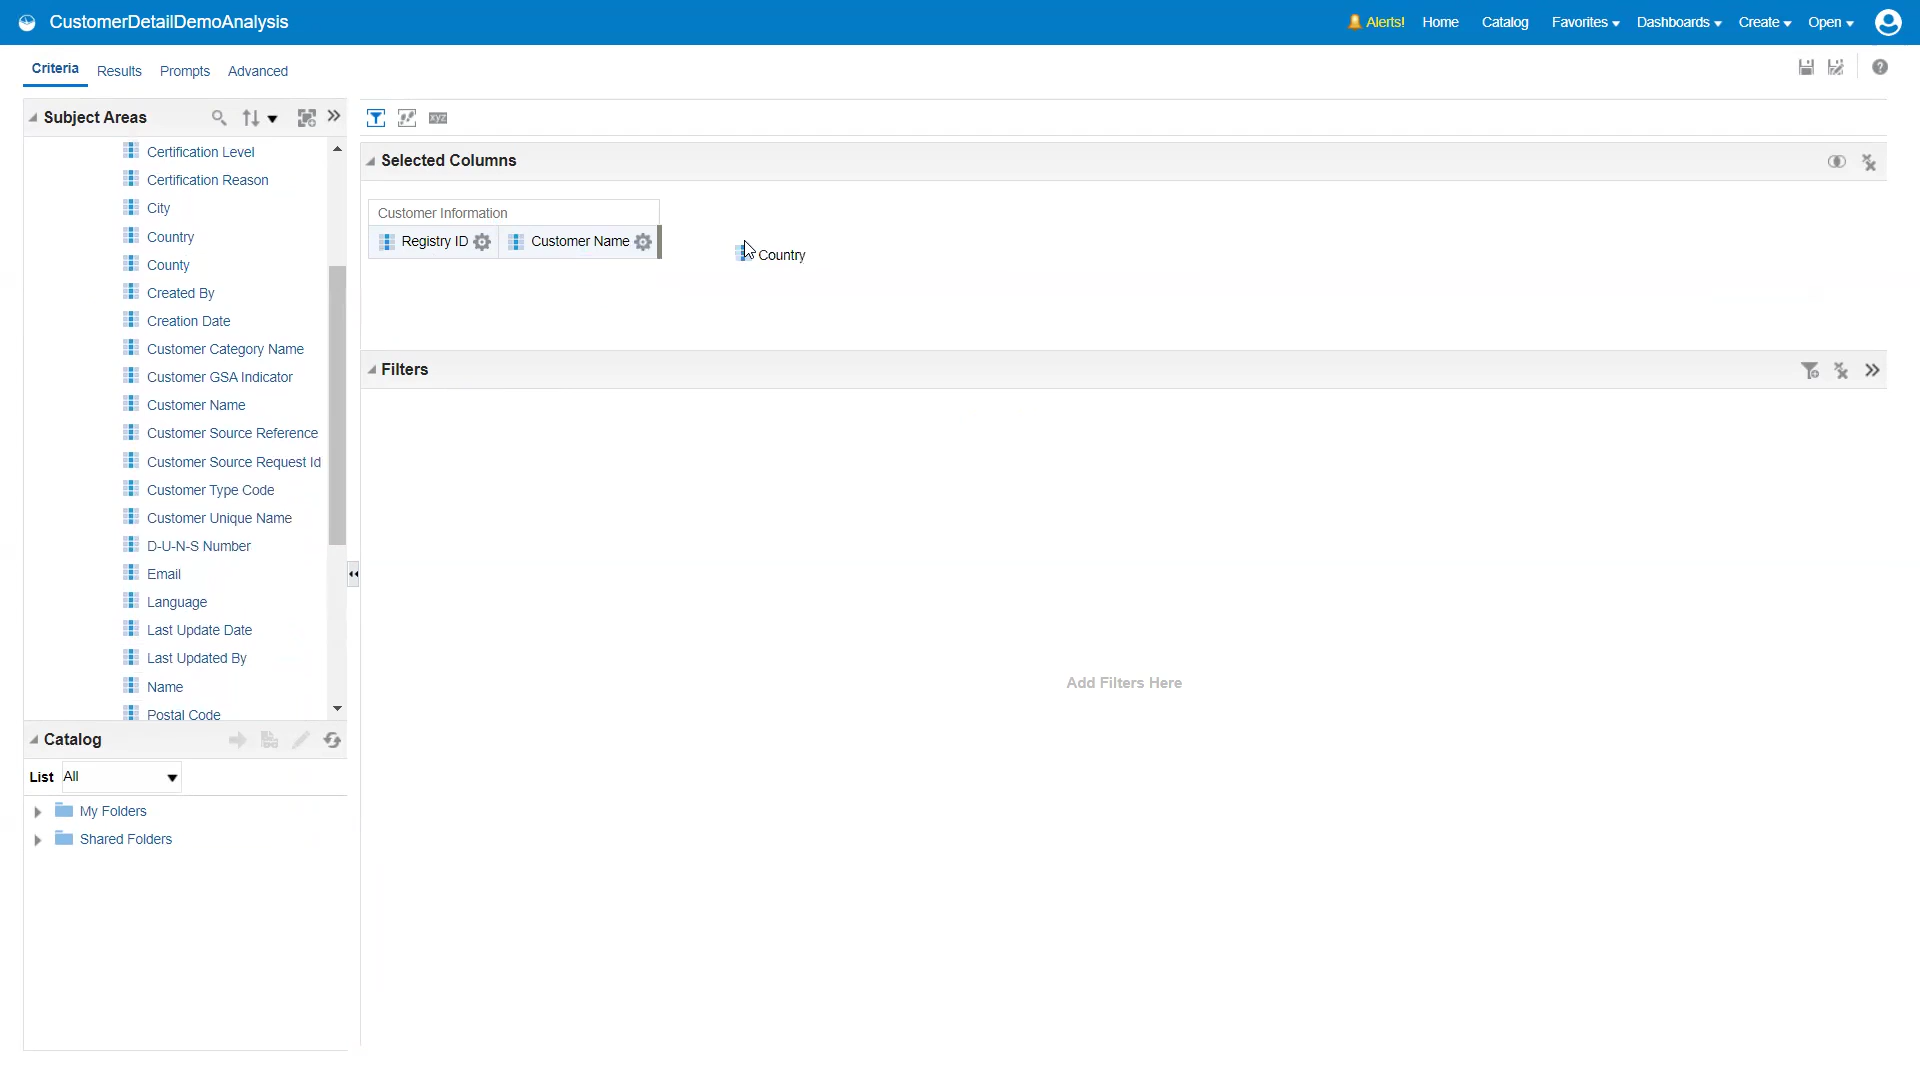 CustomerDetailDemoAnalysis
Alerts! Home Catalog Favorites Dashboards Create Open
Criteria Results Prompts Advanced
Subject Areas
Certification Level
Certification Reason
City
Country
County
Created By
Creation Date
Customer Category Name
Customer GSA Indicator
Customer Name
Customer Source Reference
Customer Source Request Id
Customer Type Code
Customer Unique Name
D-U-N-S Number
Email
Language
Last Update Date
Last Updated By
Name
Postal Code
Catalog
List All
My Folders
Shared Folders
xyz
Selected Columns
Customer Information
Registry ID Customer Name
Country
Filters
Add Filters Here